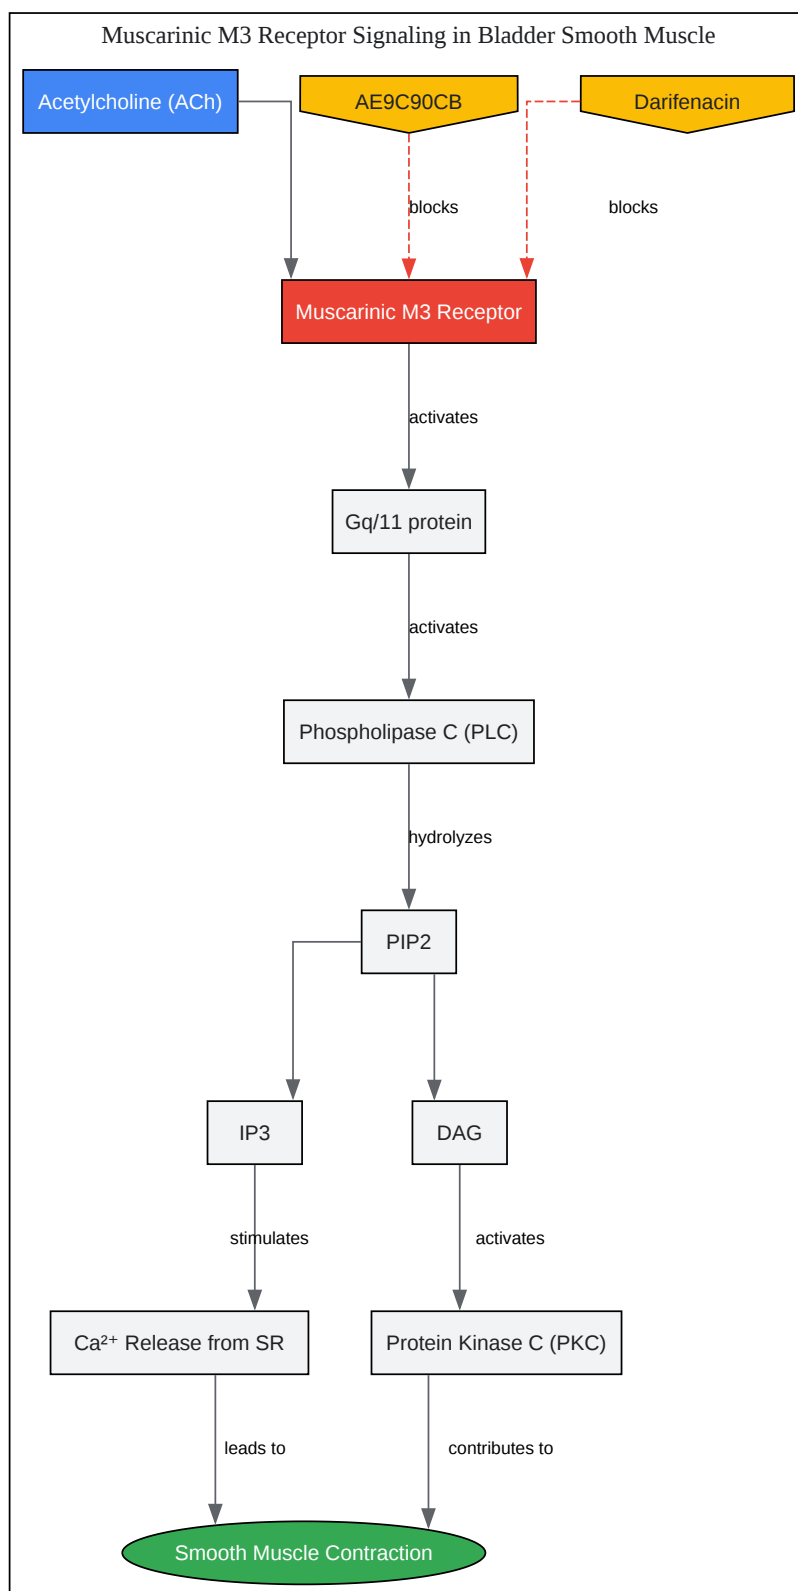 Muscarinic M3 Receptor Signaling in Bladder Smooth Muscle
Acetylcholine (ACh)
AE9C90CB
Darifenacin
blocks
blocks
Muscarinic M3 Receptor
activates
Gq/11 protein
activates
Phospholipase C (PLC)
hydrolyzes
PIP2
IP3
DAG
stimulates
activates
Ca²⁺ Release from SR
Protein Kinase C (PKC)
leads to
contributes to
Smooth Muscle Contraction